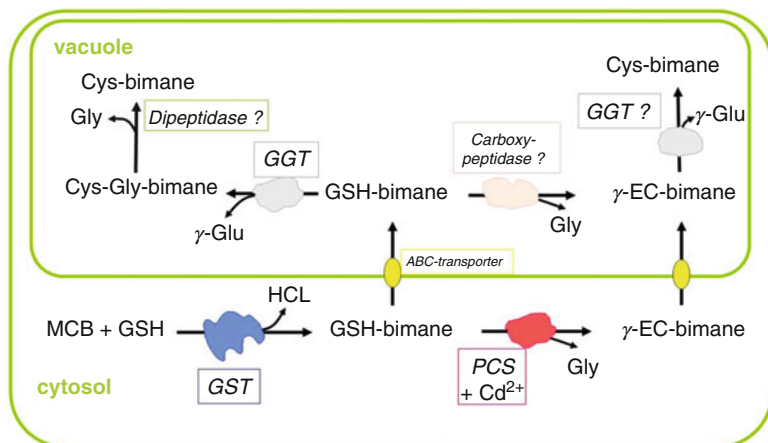 vacuole
Cys-bimane
Cys-bimane
Gly
Dipeptidase ?
GGT ?
γ-Glu
GGT
Carboxy-
peptidase ?
Cys-Gly-bimane
GSH-bimane
γ-EC-bimane
γ-Glu
Gly
ABC-transporter
HCL
MCB + GSH
GSH-bimane
γ-EC-bimane
GST
PCS
+ Cd²⁺
Gly
cytosol